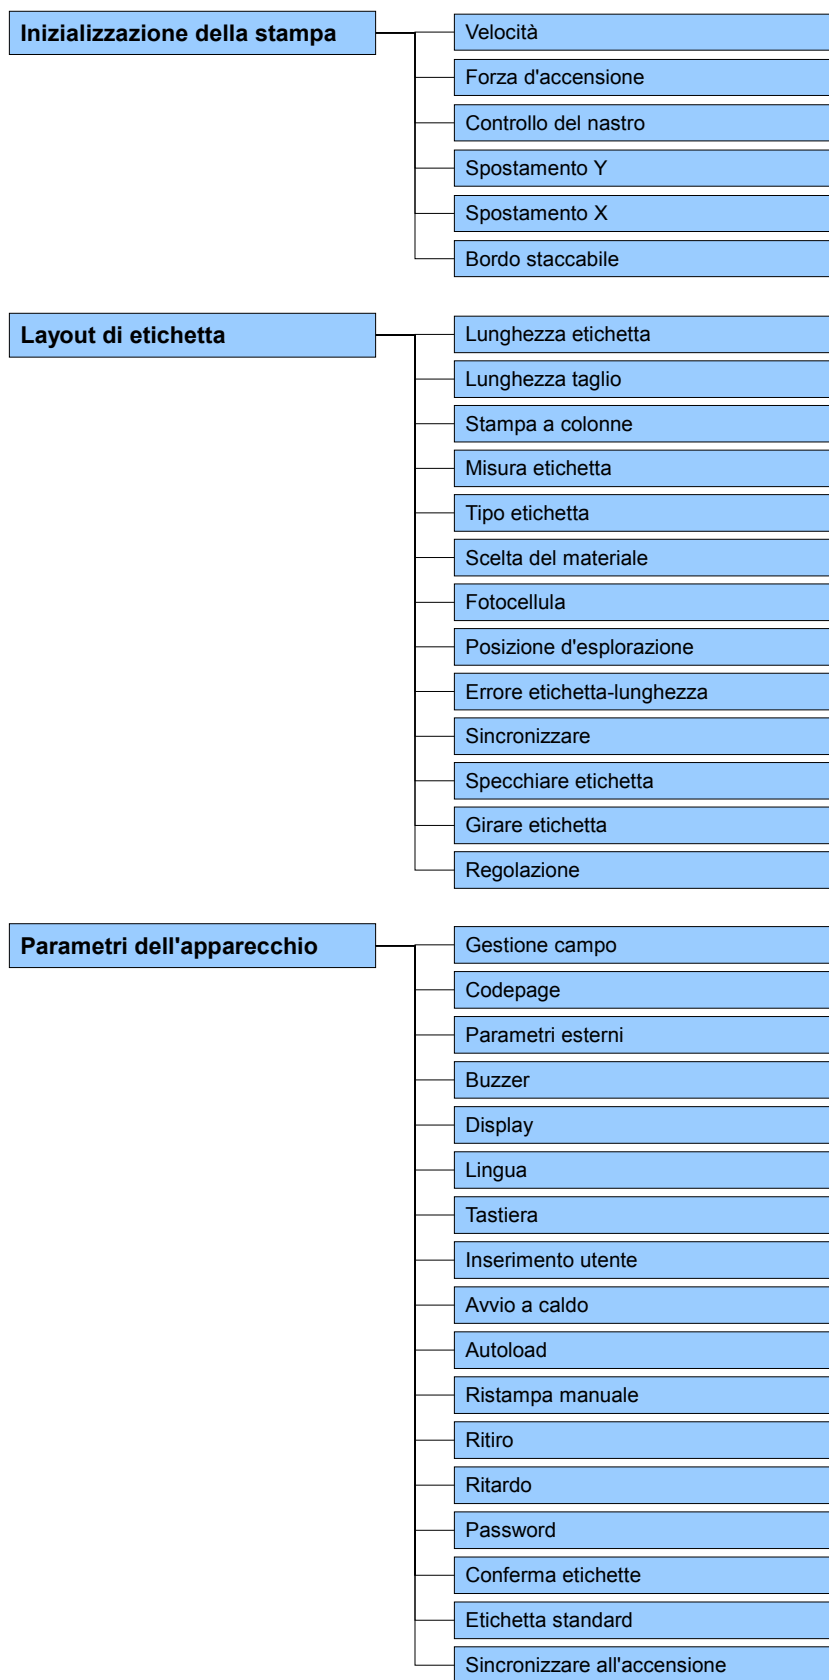 Inizializzazione della stampa
Velocità
Forza d'accensione
Controllo del nastro
Spostamento Y
Spostamento X
Bordo staccabile
Layout di etichetta
Lunghezza etichetta
Lunghezza taglio
Stampa a colonne
Misura etichetta
Tipo etichetta
Scelta del materiale
Fotocellula
Posizione d'esplorazione
Errore etichetta-lunghezza
Sincronizzare
Specchiare etichetta
Girare etichetta
Regolazione
Parametri dell'apparecchio
Gestione campo
Codepage
Parametri esterni
Buzzer
Display
Lingua
Tastiera
Inserimento utente
Avvio a caldo
Autoload
Ristampa manuale
Ritiro
Ritardo
Password
Conferma etichette
Etichetta standard
Sincronizzare all'accensione